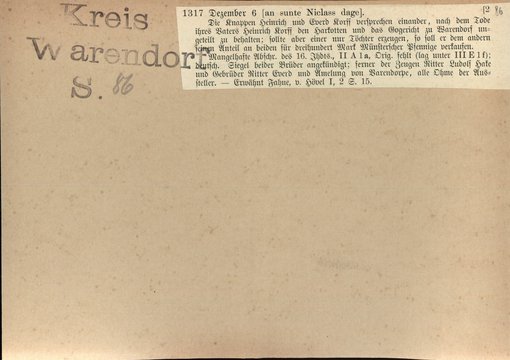 Kreis
Warendorf
S. 86
[2 86
1317 Dezember 6 [an sunte Niclass dage].
Die Knappen Heinrich und Everd Korff versprechen einander, nach dem Tode
ihres Vaters Heinrich Korff den Harkotten und das Gogericht zu Warendorf un-
geteilt zu behalten; sollte aber einer nur Töchter erzeugen, so soll er dem andern
seinen Anteil an beiden für dreihundert Mark Münsterscher Pfennige verkaufen.
Mangelhafte Abschr. des 16. Jhdts., II A 1 a, Orig. fehlt (lag unter III E 1 f);
deutsch. Siegel beider Brüder angekündigt; ferner der Zeugen Ritter Ludolf Hake
und Gebrüder Ritter Everd und Amelung von Varendorpe, alle Ohme der Aus-
steller. — Erwähnt Fahne, v. Hövel I, 2 S. 15.